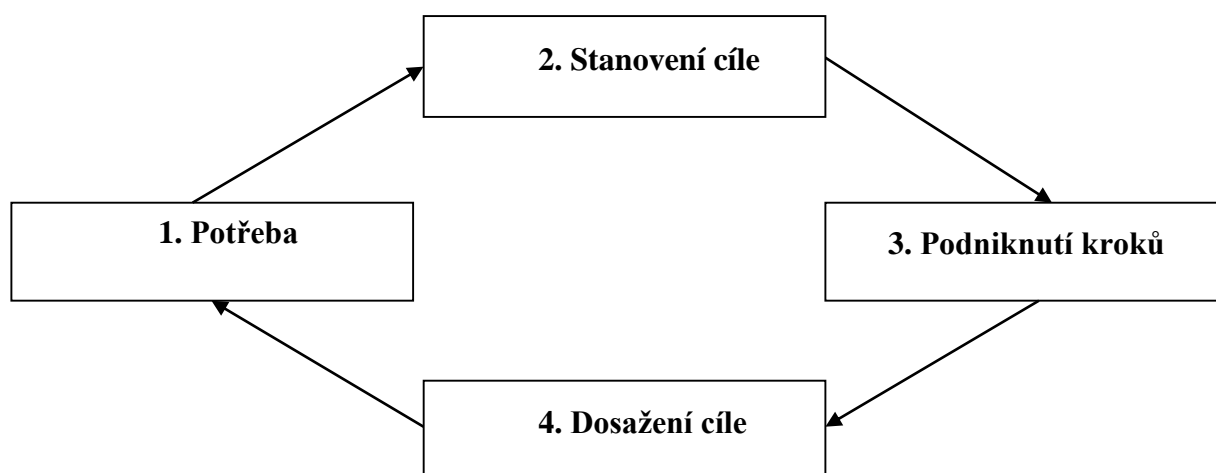 2. Stanovení cíle
1. Potřeba
3. Podniknutí kroků
4. Dosažení cíle